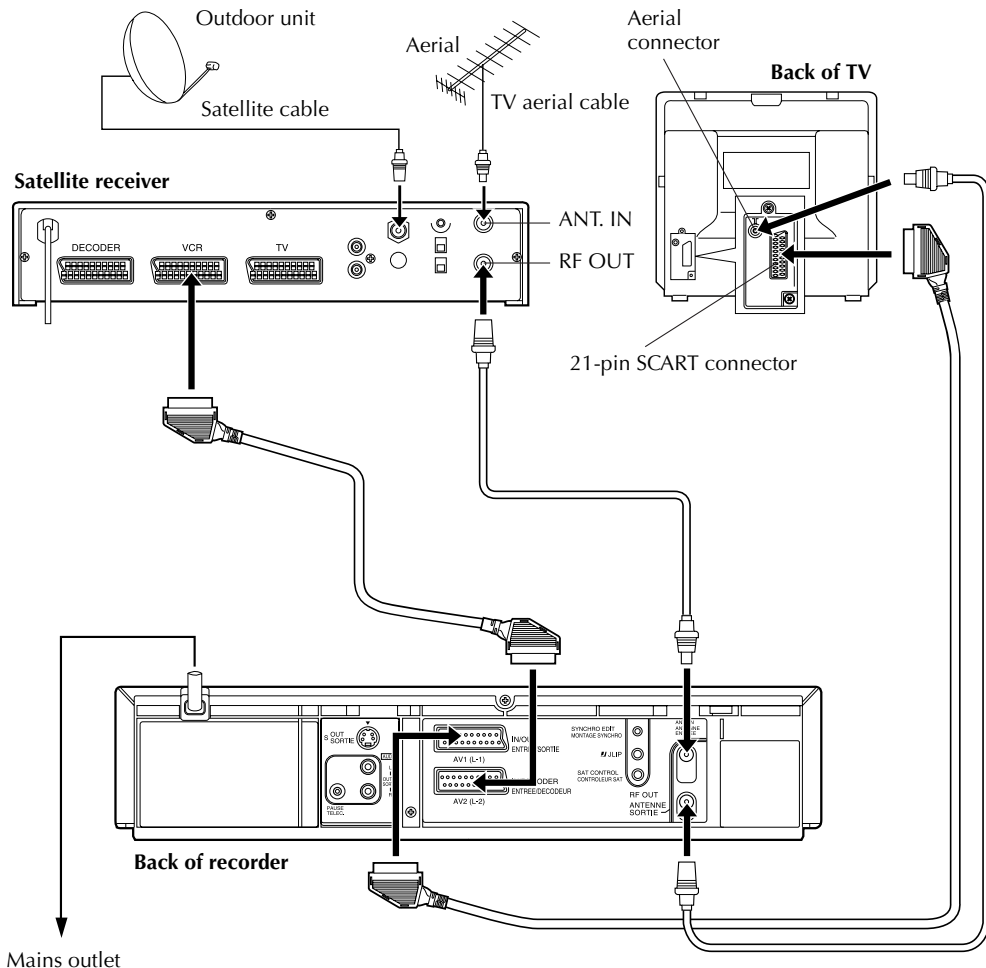 Outdoor unit
Aerial
Aerial
connector
Back of TV
Satellite cable
TV aerial cable
Satellite receiver
ANT. IN
DECODER
VCR
TV
RF OUT
21-pin SCART connector
S OUT
SORTIE
PAUSE
TELEC.
IN/OUT
ENTREE/SORTIE
AV1 (L-1)
ENTREE/DECODEUR
AV2 (L-2)
SYNCHRO EDIT
MONTAGE SYNCHRO
JLIP
SAT CONTROL
CONTROLEUR SAT
ANTENNE
RF OUT
ANTENNE
SORTIE
Back of recorder
Mains outlet